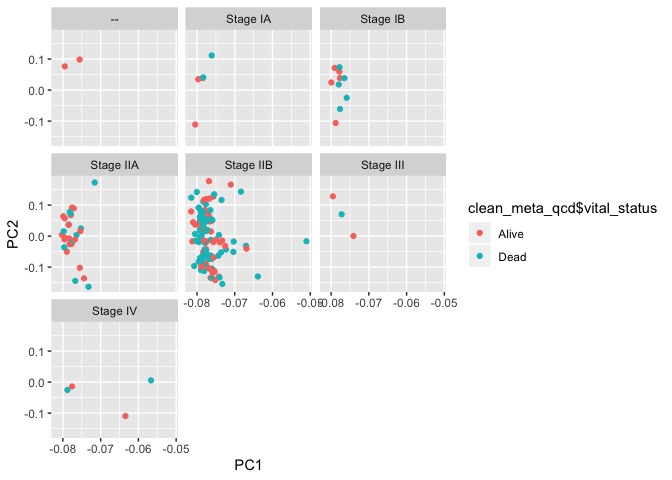 -- Stage IA Stage IB
0.1
0.0
-0.1
Stage IIA Stage IIB Stage III
0.1
0.0
-0.1
-0.08 -0.07 -0.06 -0.05 -0.08 -0.07 -0.06 -0.05
Stage IV
0.1
0.0
-0.1
-0.08 -0.07 -0.06 -0.05
PC1
PC2
clean_meta_qcd$vital_status
Alive
Dead